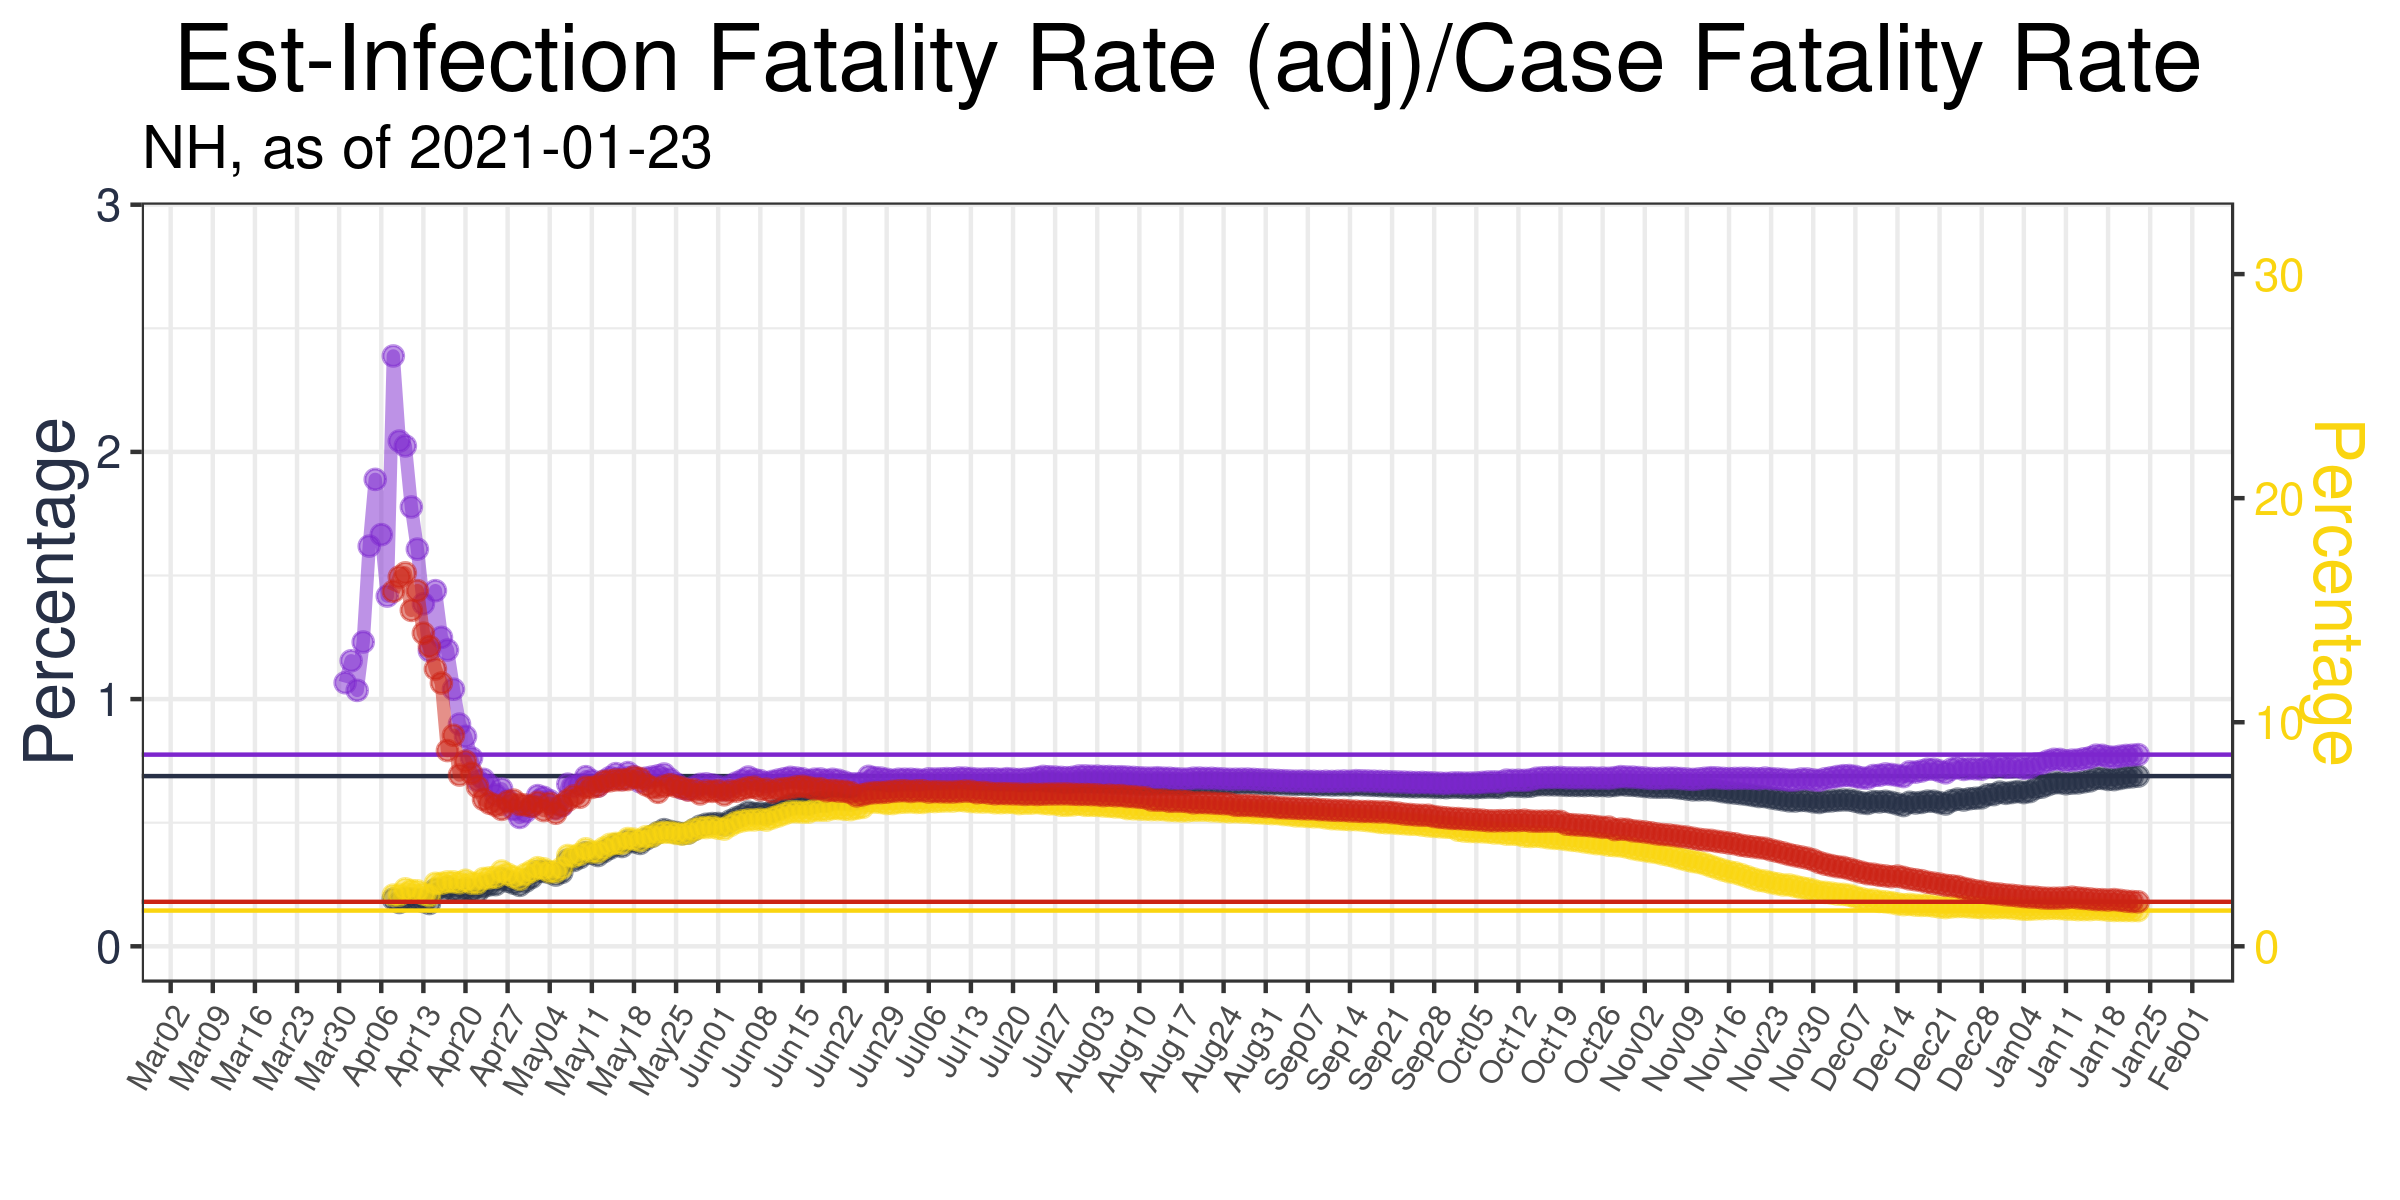 Est-Infection Fatality Rate (adj)/Case Fatality Rate
NH, as of 2021-01-23
Percentage
3
2
1
0
30
20
10
0
Percentage
Mar02
Mar09
Mar16
Mar23
Mar30
Apr06
Apr13
Apr20
Apr27
May04
May11
May18
May25
Jun01
Jun08
Jun15
Jun22
Jun29
Jul06
Jul13
Jul20
Jul27
Aug03
Aug10
Aug17
Aug24
Aug31
Sep07
Sep14
Sep21
Sep28
Oct05
Oct12
Oct19
Oct26
Nov02
Nov09
Nov16
Nov23
Nov30
Dec07
Dec14
Dec21
Dec28
Jan04
Jan11
Jan18
Jan25
Feb01